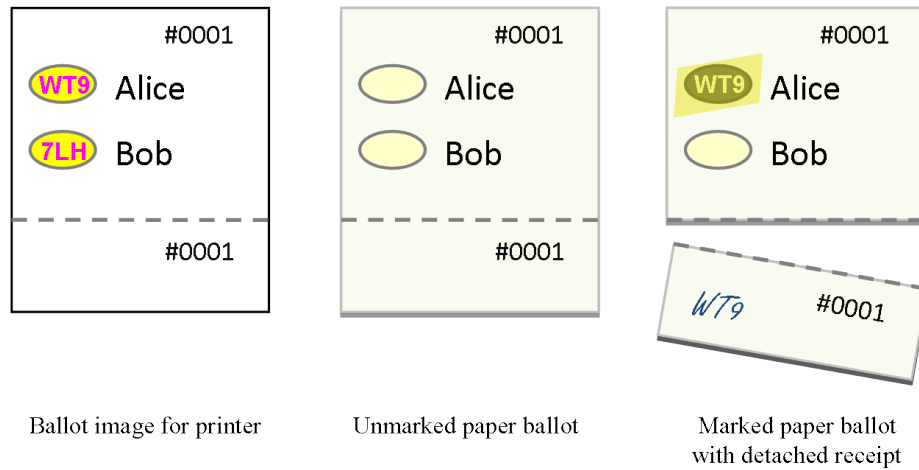 #0001
WT9 Alice
7LH Bob
#0001
Ballot image for printer
#0001
Alice
Bob
#0001
Unmarked paper ballot
#0001
WT9 Alice
Bob
WT9 #0001
Marked paper ballot
with detached receipt